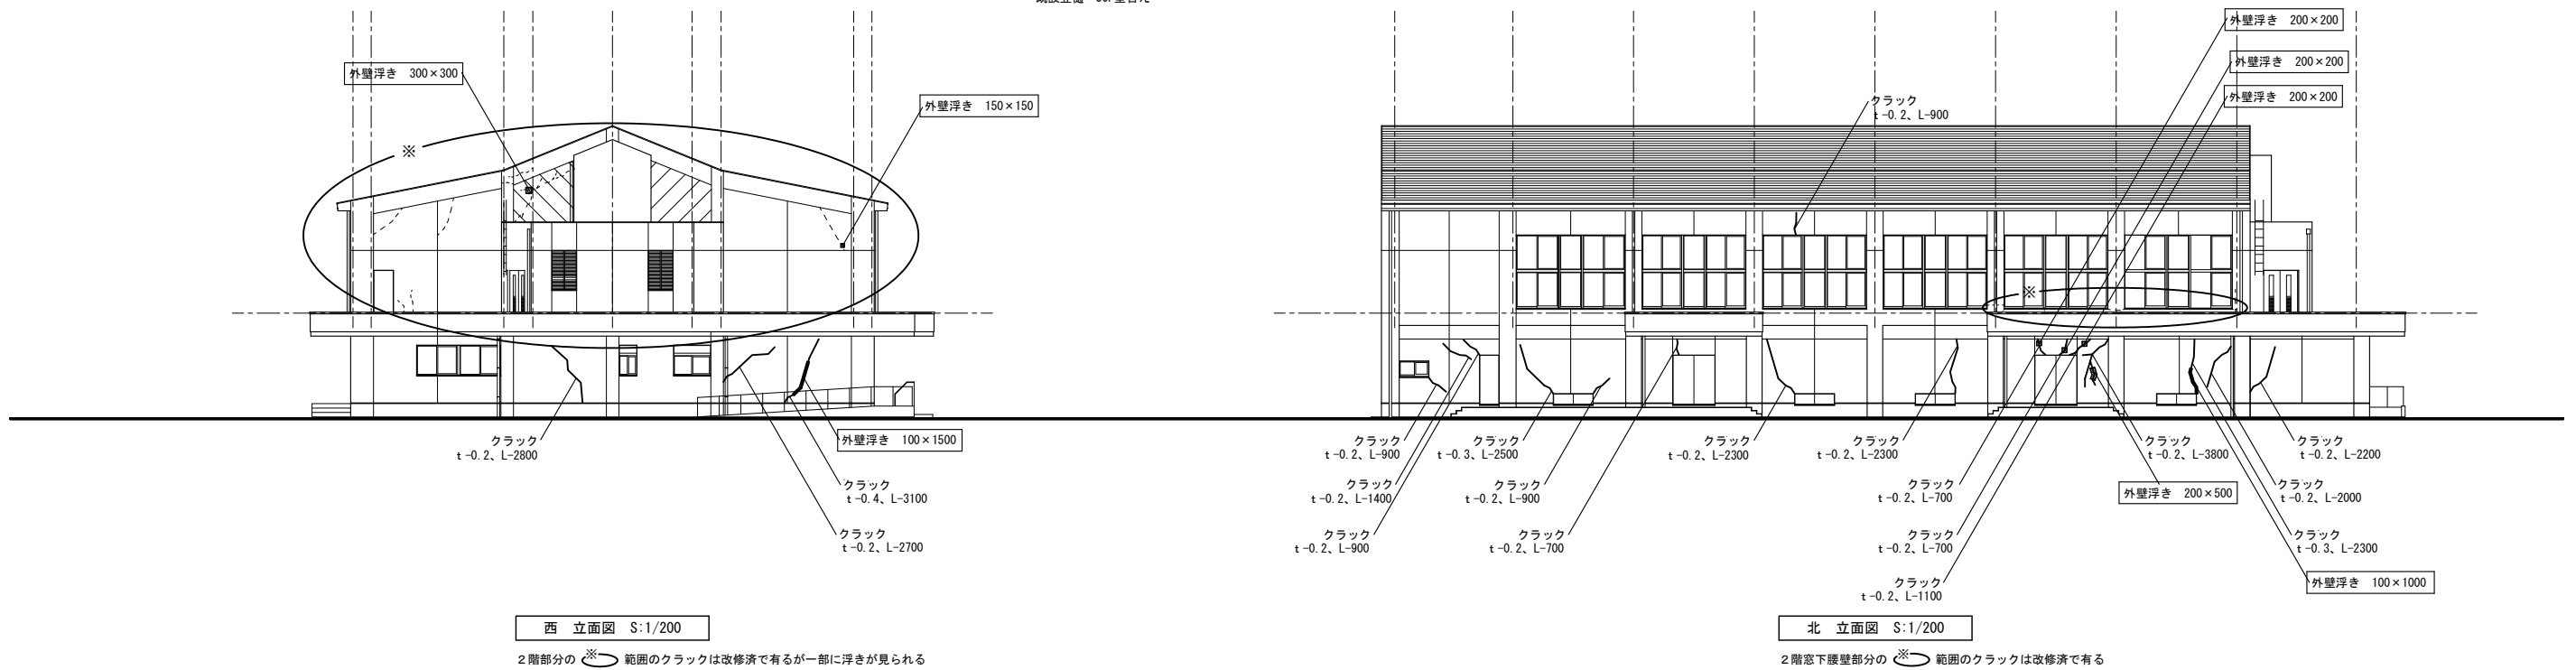 外壁浮き 300×300
外壁浮き 150×150
※
クラック
t-0.2、L-2800
外壁浮き 100×1500
クラック
t-0.4、L-3100
クラック
t-0.2、L-2700
西 立面図 S:1/200
2階部分の ※ 範囲のクラックは改修済で有るが一部に浮きが見られる
外壁浮き 200×200
外壁浮き 200×200
外壁浮き 200×200
クラック
t-0.2、L-900
※
クラック
t-0.2、L-900
クラック
t-0.3、L-2500
クラック
t-0.2、L-2300
クラック
t-0.2、L-2300
クラック
t-0.2、L-3800
クラック
t-0.2、L-2200
クラック
t-0.2、L-1400
クラック
t-0.2、L-900
クラック
t-0.2、L-700
外壁浮き 200×500
クラック
t-0.2、L-2000
クラック
t-0.2、L-900
クラック
t-0.2、L-700
クラック
t-0.2、L-700
クラック
t-0.3、L-2300
クラック
t-0.2、L-1100
外壁浮き 100×1000
北 立面図 S:1/200
2階窓下腰壁部分の ※ 範囲のクラックは改修済で有る